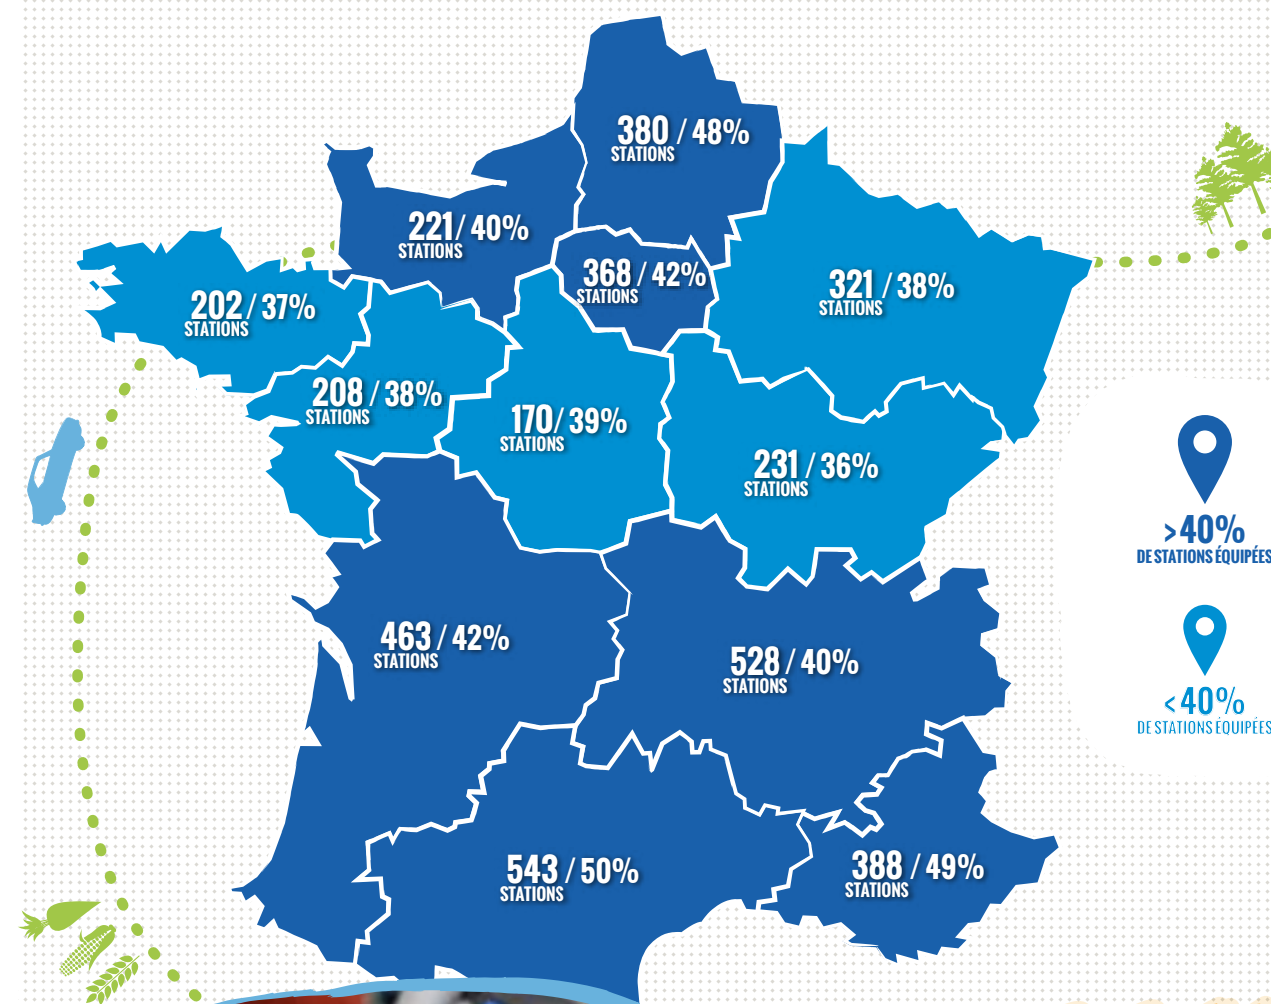 380 / 48%
STATIONS
221 / 40%
STATIONS
368 / 42%
STATIONS
321 / 38%
STATIONS
202 / 37%
STATIONS
208 / 38%
STATIONS
170 / 39%
STATIONS
231 / 36%
STATIONS
>40%
DE STATIONS ÉQUIPÉES
<40%
DE STATIONS ÉQUIPÉES
463 / 42%
STATIONS
528 / 40%
STATIONS
543 / 50%
STATIONS
388 / 49%
STATIONS